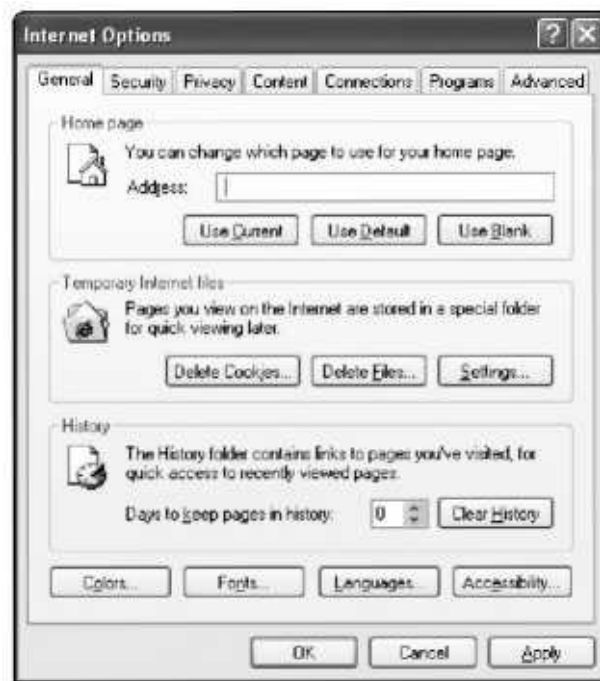 Internet Options
General Security Privacy Content Connections Programs Advanced
Home page
You can change which page to use for your home page.
Address:
Use Current Use Default Use Blank
Temporary Internet files
Pages you view on the Internet are stored in a special folder
for quick viewing later.
Delete Cookies... Delete Files... Settings...
History
The History folder contains links to pages you've visited, for
quick access to recently viewed pages.
Days to keep pages in history: 0 Clear History
Colors... Fonts... Languages... Accessibility...
OK Cancel Apply